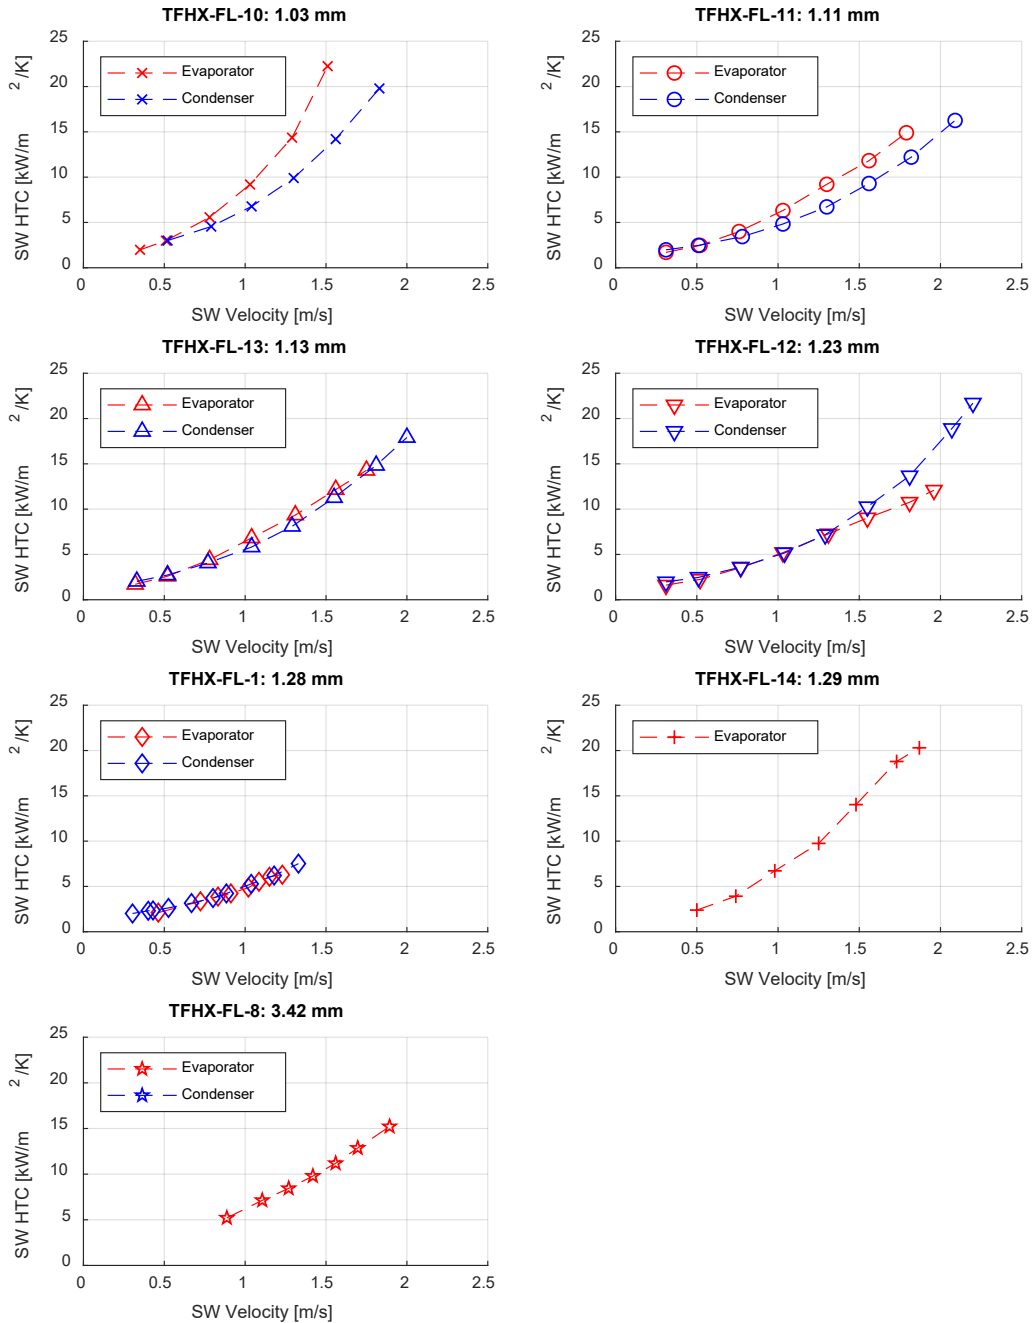 TFHX-FL-10: 1.03 mm
25
20
15
10
5
0
SW HTC [kW/m 2 /K]
Evaporator
Condenser
0 0.5 1 1.5 2 2.5
SW Velocity [m/s]
TFHX-FL-11: 1.11 mm
25
20
15
10
5
0
SW HTC [kW/m 2 /K]
Evaporator
Condenser
0 0.5 1 1.5 2 2.5
SW Velocity [m/s]
TFHX-FL-13: 1.13 mm
25
20
15
10
5
0
SW HTC [kW/m 2 /K]
Evaporator
Condenser
0 0.5 1 1.5 2 2.5
SW Velocity [m/s]
TFHX-FL-12: 1.23 mm
25
20
15
10
5
0
SW HTC [kW/m 2 /K]
Evaporator
Condenser
0 0.5 1 1.5 2 2.5
SW Velocity [m/s]
TFHX-FL-1: 1.28 mm
25
20
15
10
5
0
SW HTC [kW/m 2 /K]
Evaporator
Condenser
0 0.5 1 1.5 2 2.5
SW Velocity [m/s]
TFHX-FL-14: 1.29 mm
25
20
15
10
5
0
SW HTC [kW/m 2 /K]
Evaporator
0 0.5 1 1.5 2 2.5
SW Velocity [m/s]
TFHX-FL-8: 3.42 mm
25
20
15
10
5
0
SW HTC [kW/m 2 /K]
Evaporator
Condenser
0 0.5 1 1.5 2 2.5
SW Velocity [m/s]